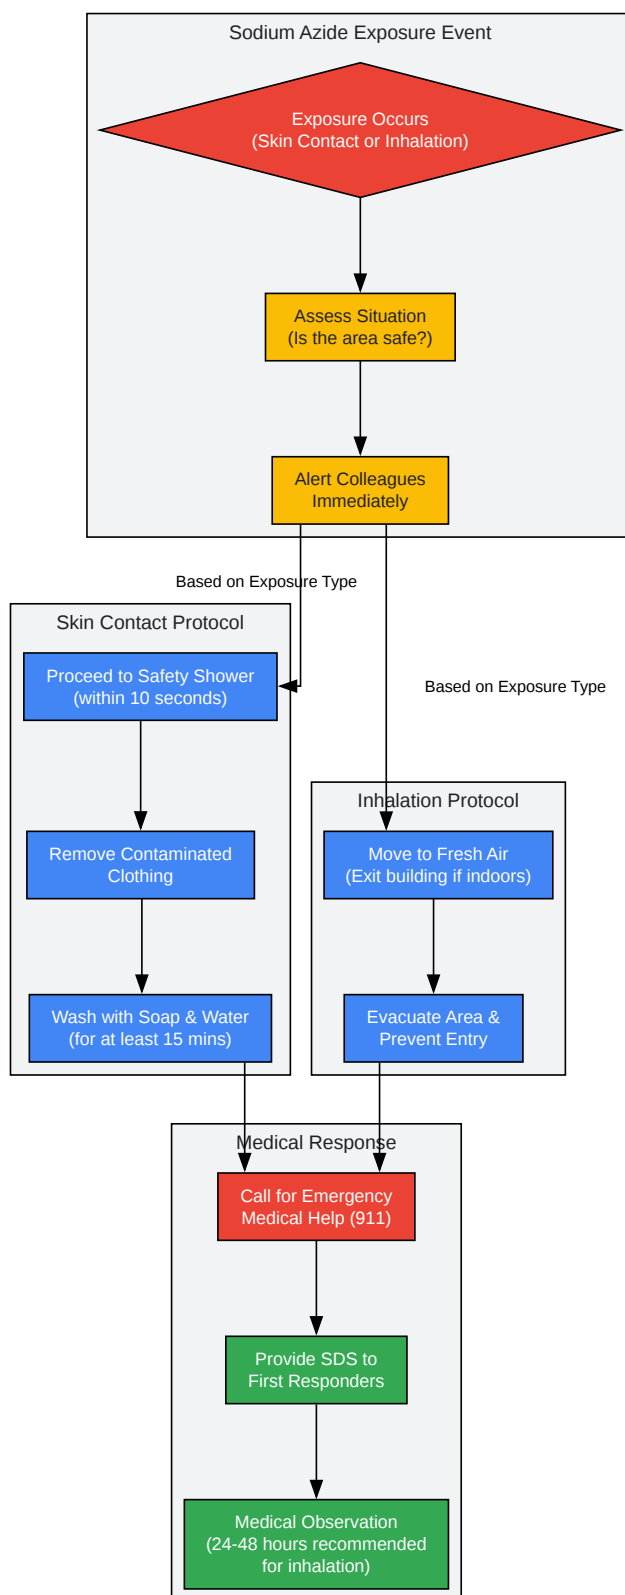 Sodium Azide Exposure Event
Exposure Occurs
(Skin Contact or Inhalation)
Assess Situation
(Is the area safe?)
Alert Colleagues
Immediately
Based on Exposure Type
Skin Contact Protocol
Proceed to Safety Shower
(within 10 seconds)
Remove Contaminated
Clothing
Wash with Soap & Water
(for at least 15 mins)
Based on Exposure Type
Inhalation Protocol
Move to Fresh Air
(Exit building if indoors)
Evacuate Area &
Prevent Entry
Medical Response
Call for Emergency
Medical Help (911)
Provide SDS to
First Responders
Medical Observation
(24-48 hours recommended
for inhalation)